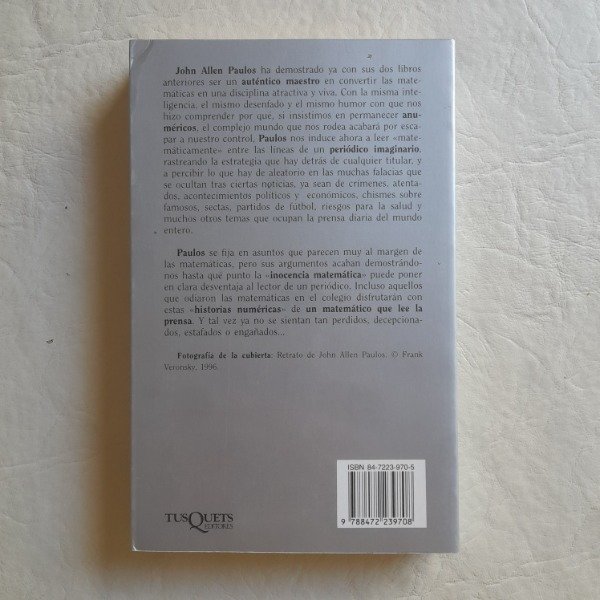 John Allen Paulos ha demostrado ya con sus dos libros
anteriores ser un auténtico maestro en convertir las mate-
máticas en una disciplina atractiva y viva. Con la misma
inteligencia, el mismo desenfado y el mismo humor con que nos
hizo comprender por qué, si insistimos en permanecer anu-
méricos, el complejo mundo que nos rodea acabará por esca-
par a nuestro control, Paulos nos induce ahora a leer «mate-
máticamente» entre las líneas de un periódico imaginario,
rastreando la estrategia que hay detrás de cualquier titular, y
a percibir lo que hay de aleatorio en las muchas falacias que
se ocultan tras ciertas noticias, ya sean de crímenes, atenta-
dos, acontecimientos políticos y económicos, chismes sobre
famosos, sectas, partidos de fútbol, riesgos para la salud y
muchos otros temas que ocupan la prensa diaria del mundo
entero.
Paulos se fija en asuntos que parecen muy al margen de
las matemáticas, pero sus argumentos acaban demostrándo-
nos hasta qué punto la «inocencia matemática» puede poner
en clara desventaja al lector de un periódico. Incluso aquellos
que odiaron las matemáticas en el colegio disfrutarán con
estas «historias numéricas» de un matemático que lee la
prensa. Y tal vez ya no se sientan tan perdidos, decepciona-
dos, estafados o engañados...
Fotografía de la cubierta: Retrato de John Allen Paulos. © Frank
Veronsky, 1996.
ISBN 84-7223-970-5
9 788472 239708
TUSQUETS
EDITORES